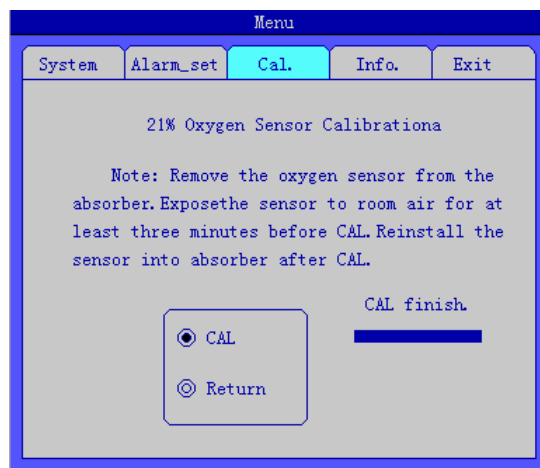 Menu
System Alarm_set Cal. Info. Exit
21% Oxygen Sensor Calibrationa
Note: Remove the oxygen sensor from the
absorber.Exposethe sensor to room air for at
least three minutes before CAL.Reinstall the
sensor into absorber after CAL.
CAL finish.
CAL
Return